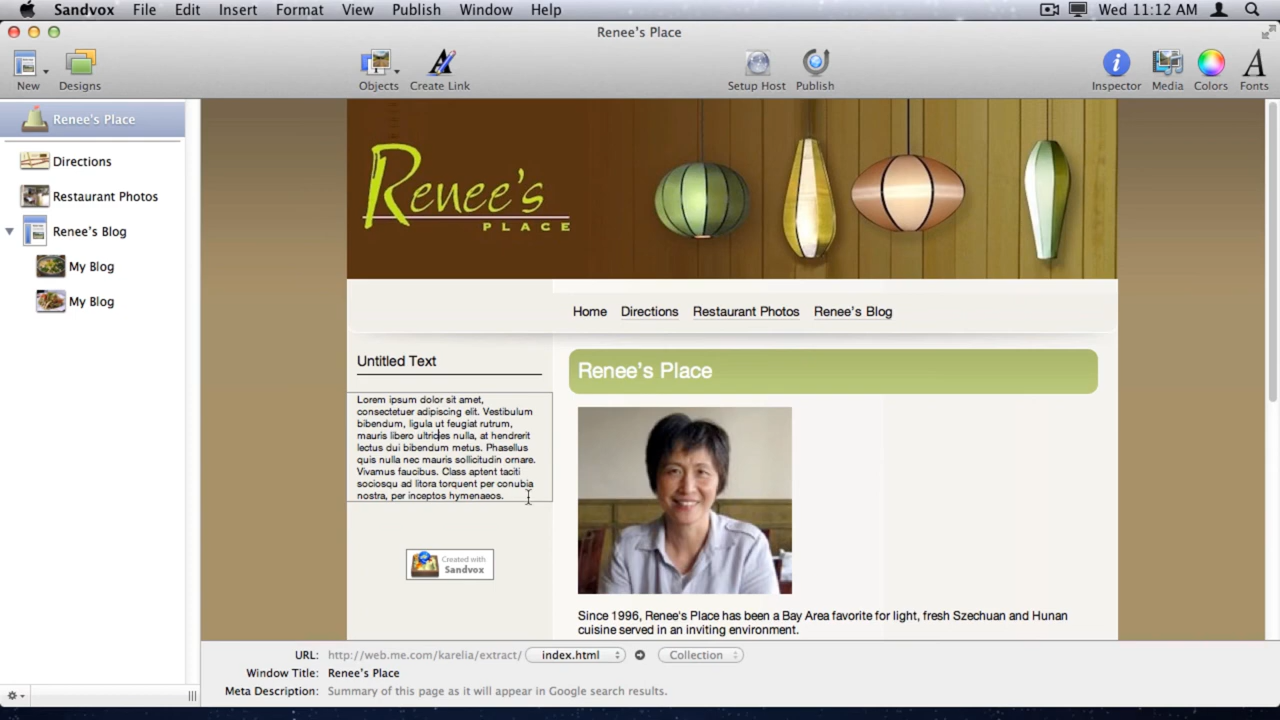 Sandvox File Edit Insert Format View Publish Window Help Wed 11:12 AM
Renee's Place
New Designs Objects Create Link Setup Host Publish Inspector Media Colors Fonts
Renee's Place
Directions
Restaurant Photos
Renee's Blog
My Blog
My Blog
Renee's
PLACE
Home Directions Restaurant Photos Renee's Blog
Untitled Text
Lorem ipsum dolor sit amet,
consectetuer adipiscing elit. Vestibulum
bibendum, ligula ut feugiat rutrum,
mauris libero ultricies nulla, at hendrerit
lectus dui bibendum metus. Phasellus
quis nulla nec mauris sollicitudin ornare.
Vivamus faucibus. Class aptent taciti
sociosqu ad litora torquent per conubia
nostra, per inceptos hymenaeos.
Created with
Sandvox
Renee's Place
Since 1996, Renee's Place has been a Bay Area favorite for light, fresh Szechuan and Hunan
cuisine served in an inviting environment.
URL: http://web.me.com/karelia/extract/ index.html Collection
Window Title: Renee's Place
Meta Description: Summary of this page as it will appear in Google search results.